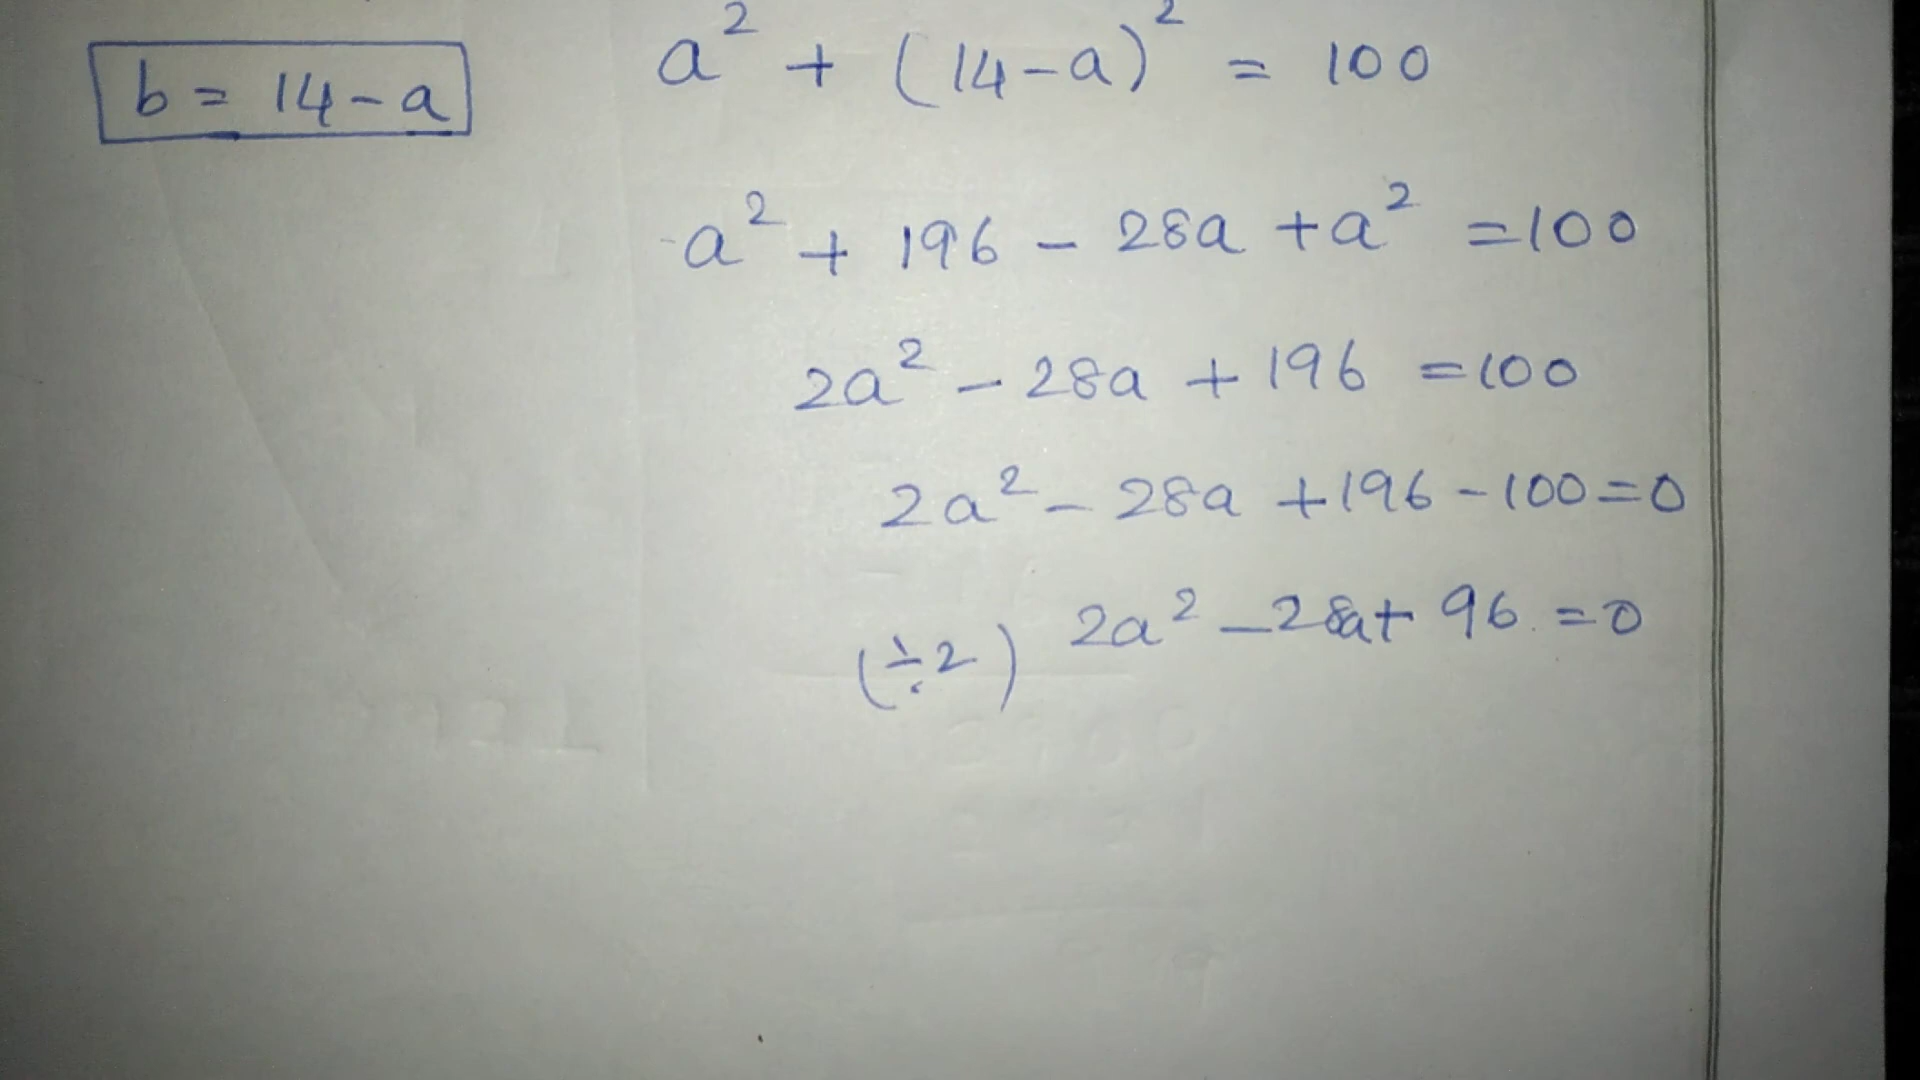 a² + (14-a)² = 100
b = 14-a
a² + 196 - 28a + a² = 100
2a² - 28a + 196 = 100
2a² - 28a + 196 - 100 = 0
(÷2) 2a² - 28a + 96 = 0